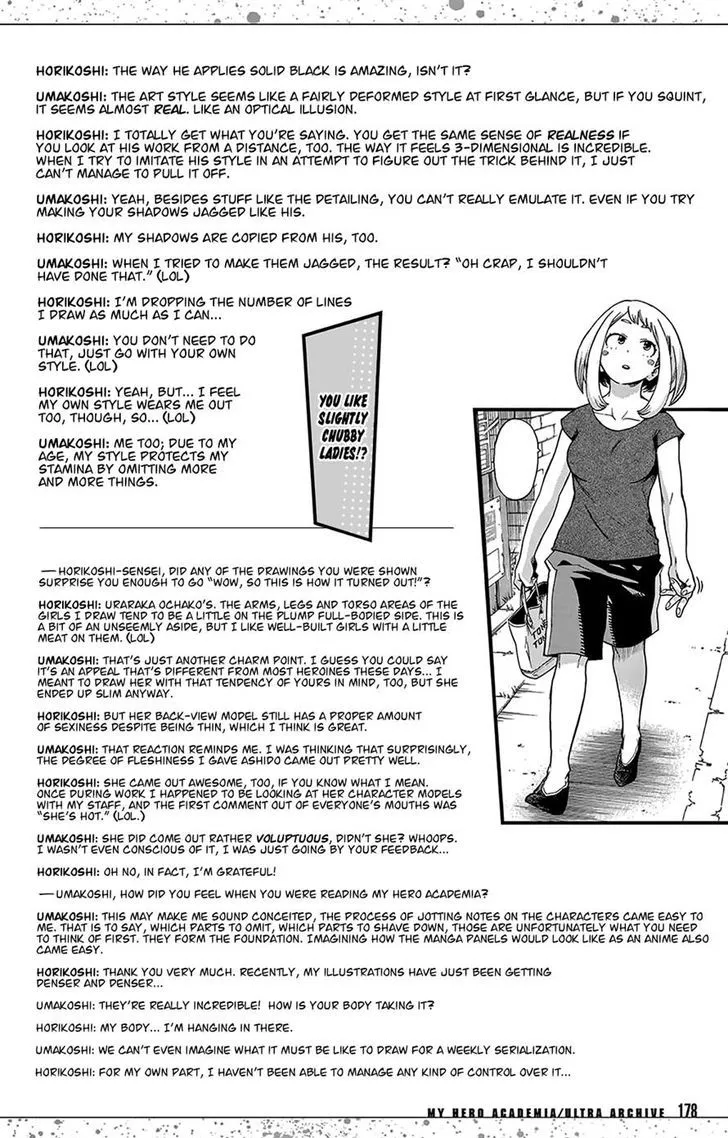 HORIKOSHI: THE WAY HE APPLIES SOLID BLACK IS AMAZING, ISN'T IT?
UMAKOSHI: THE ART STYLE SEEMS LIKE A FAIRLY DEFORMED STYLE AT FIRST GLANCE, BUT IF YOU SQUINT,
IT SEEMS ALMOST REAL. LIKE AN OPTICAL ILLUSION.
HORIKOSHI: I TOTALLY GET WHAT YOU'RE SAYING. YOU GET THE SAME SENSE OF REALNESS IF
YOU LOOK AT HIS WORK FROM A DISTANCE, TOO. THE WAY IT FEELS 3-DIMENSIONAL IS INCREDIBLE.
WHEN I TRY TO IMITATE HIS STYLE IN AN ATTEMPT TO FIGURE OUT THE TRICK BEHIND IT, I JUST
CAN'T MANAGE TO PULL IT OFF.
UMAKOSHI: YEAH, BESIDES STUFF LIKE THE DETAILING, YOU CAN'T REALLY EMULATE IT. EVEN IF YOU TRY
MAKING YOUR SHADOWS JAGGED LIKE HIS.
HORIKOSHI: MY SHADOWS ARE COPIED FROM HIS, TOO.
UMAKOSHI: WHEN I TRIED TO MAKE THEM JAGGED, THE RESULT? "OH CRAP, I SHOULDN'T
HAVE DONE THAT." (LOL)
HORIKOSHI: I'M DROPPING THE NUMBER OF LINES
I DRAW AS MUCH AS I CAN...
UMAKOSHI: YOU DON'T NEED TO DO
THAT, JUST GO WITH YOUR OWN
STYLE. (LOL)
HORIKOSHI: YEAH, BUT... I FEEL
MY OWN STYLE WEARS ME OUT
TOO, THOUGH, SO... (LOL)
UMAKOSHI: ME TOO; DUE TO MY
AGE, MY STYLE PROTECTS MY
STAMINA BY OMITTING MORE
AND MORE THINGS.
YOU LIKE
SLIGHTLY
CHUBBY
LADIES!?
—HORIKOSHI-SENSEI, DID ANY OF THE DRAWINGS YOU WERE SHOWN
SURPRISE YOU ENOUGH TO GO "WOW, SO THIS IS HOW IT TURNED OUT!"?
HORIKOSHI: URARAKA OCHAKO'S. THE ARMS, LEGS AND TORSO AREAS OF THE
GIRLS I DRAW TEND TO BE A LITTLE ON THE PLUMP FULL-BODIED SIDE. THIS IS
A BIT OF AN UNSEEMLY ASIDE, BUT I LIKE WELL-BUILT GIRLS WITH A LITTLE
MEAT ON THEM. (LOL)
UMAKOSHI: THAT'S JUST ANOTHER CHARM POINT. I GUESS YOU COULD SAY
IT'S AN APPEAL THAT'S DIFFERENT FROM MOST HEROINES THESE DAYS... I
MEANT TO DRAW HER WITH THAT TENDENCY OF YOURS IN MIND, TOO, BUT SHE
ENDED UP SLIM ANYWAY.
HORIKOSHI: BUT HER BACK-VIEW MODEL STILL HAS A PROPER AMOUNT
OF SEXINESS DESPITE BEING THIN, WHICH I THINK IS GREAT.
UMAKOSHI: THAT REACTION REMINDS ME. I WAS THINKING THAT SURPRISINGLY,
THE DEGREE OF FLESHINESS I GAVE ASHIDO CAME OUT PRETTY WELL.
HORIKOSHI: SHE CAME OUT AWESOME, TOO, IF YOU KNOW WHAT I MEAN.
ONCE DURING WORK I HAPPENED TO BE LOOKING AT HER CHARACTER MODELS
WITH MY STAFF, AND THE FIRST COMMENT OUT OF EVERYONE'S MOUTHS WAS
"SHE'S HOT." (LOL.)
UMAKOSHI: SHE DID COME OUT RATHER VOLUPTUOUS, DIDN'T SHE? WHOOPS.
I WASN'T EVEN CONSCIOUS OF IT, I WAS JUST GOING BY YOUR FEEDBACK...
HORIKOSHI: OH NO, IN FACT, I'M GRATEFUL!
—UMAKOSHI, HOW DID YOU FEEL WHEN YOU WERE READING MY HERO ACADEMIA?
UMAKOSHI: THIS MAY MAKE ME SOUND CONCEITED, THE PROCESS OF JOTTING NOTES ON THE CHARACTERS CAME EASY TO
ME. THAT IS TO SAY, WHICH PARTS TO OMIT, WHICH PARTS TO SHAVE DOWN, THOSE ARE UNFORTUNATELY WHAT YOU NEED
TO THINK OF FIRST. THEY FORM THE FOUNDATION. IMAGINING HOW THE MANGA PANELS WOULD LOOK LIKE AS AN ANIME ALSO
CAME EASY.
HORIKOSHI: THANK YOU VERY MUCH. RECENTLY, MY ILLUSTRATIONS HAVE JUST BEEN GETTING
DENSER AND DENSER...
UMAKOSHI: THEY'RE REALLY INCREDIBLE! HOW IS YOUR BODY TAKING IT?
HORIKOSHI: MY BODY... I'M HANGING IN THERE.
UMAKOSHI: WE CAN'T EVEN IMAGINE WHAT IT MUST BE LIKE TO DRAW FOR A WEEKLY SERIALIZATION.
HORIKOSHI: FOR MY OWN PART, I HAVEN'T BEEN ABLE TO MANAGE ANY KIND OF CONTROL OVER IT...
MY HERO ACADEMIA/ULTRA ARCHIVE 178